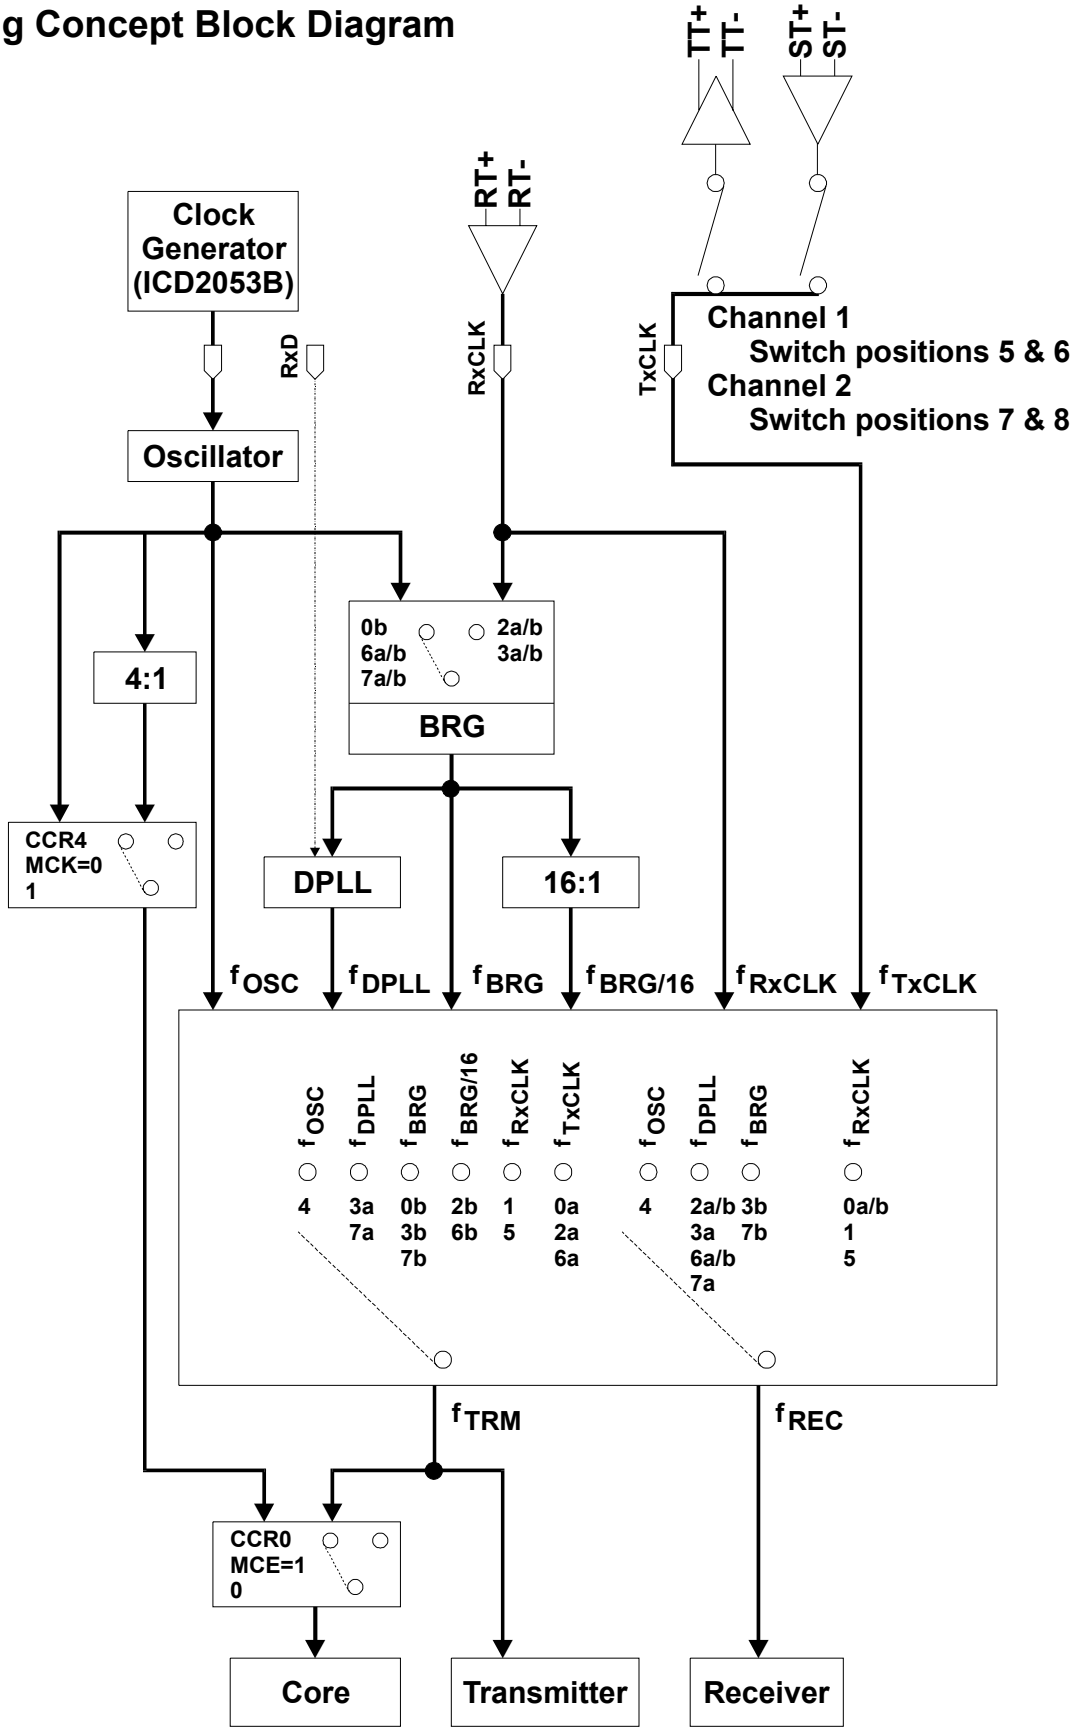 g Concept Block Diagram
TT+
TT-
ST+
ST-
RT+
RT-
Clock
Generator
(ICD2053B)
RxD
RxCLK
TxCLK
Channel 1
Switch positions 5 & 6
Channel 2
Switch positions 7 & 8
Oscillator
0b
6a/b
7a/b
2a/b
3a/b
4:1
BRG
CCR4
MCK=0
1
DPLL
16:1
fOSC
fDPLL
fBRG
fBRG/16
fRxCLK
fTxCLK
fOSC
fDPLL
fBRG
fBRG/16
fRxCLK
fTxCLK
fOSC
fDPLL
fBRG
fRxCLK
4
3a
7a
0b
3b
7b
2b
6b
1
5
0a
2a
6a
4
2a/b
3a
6a/b
7a
3b
7b
0a/b
1
5
fTRM
fREC
CCR0
MCE=1
0
Core
Transmitter
Receiver